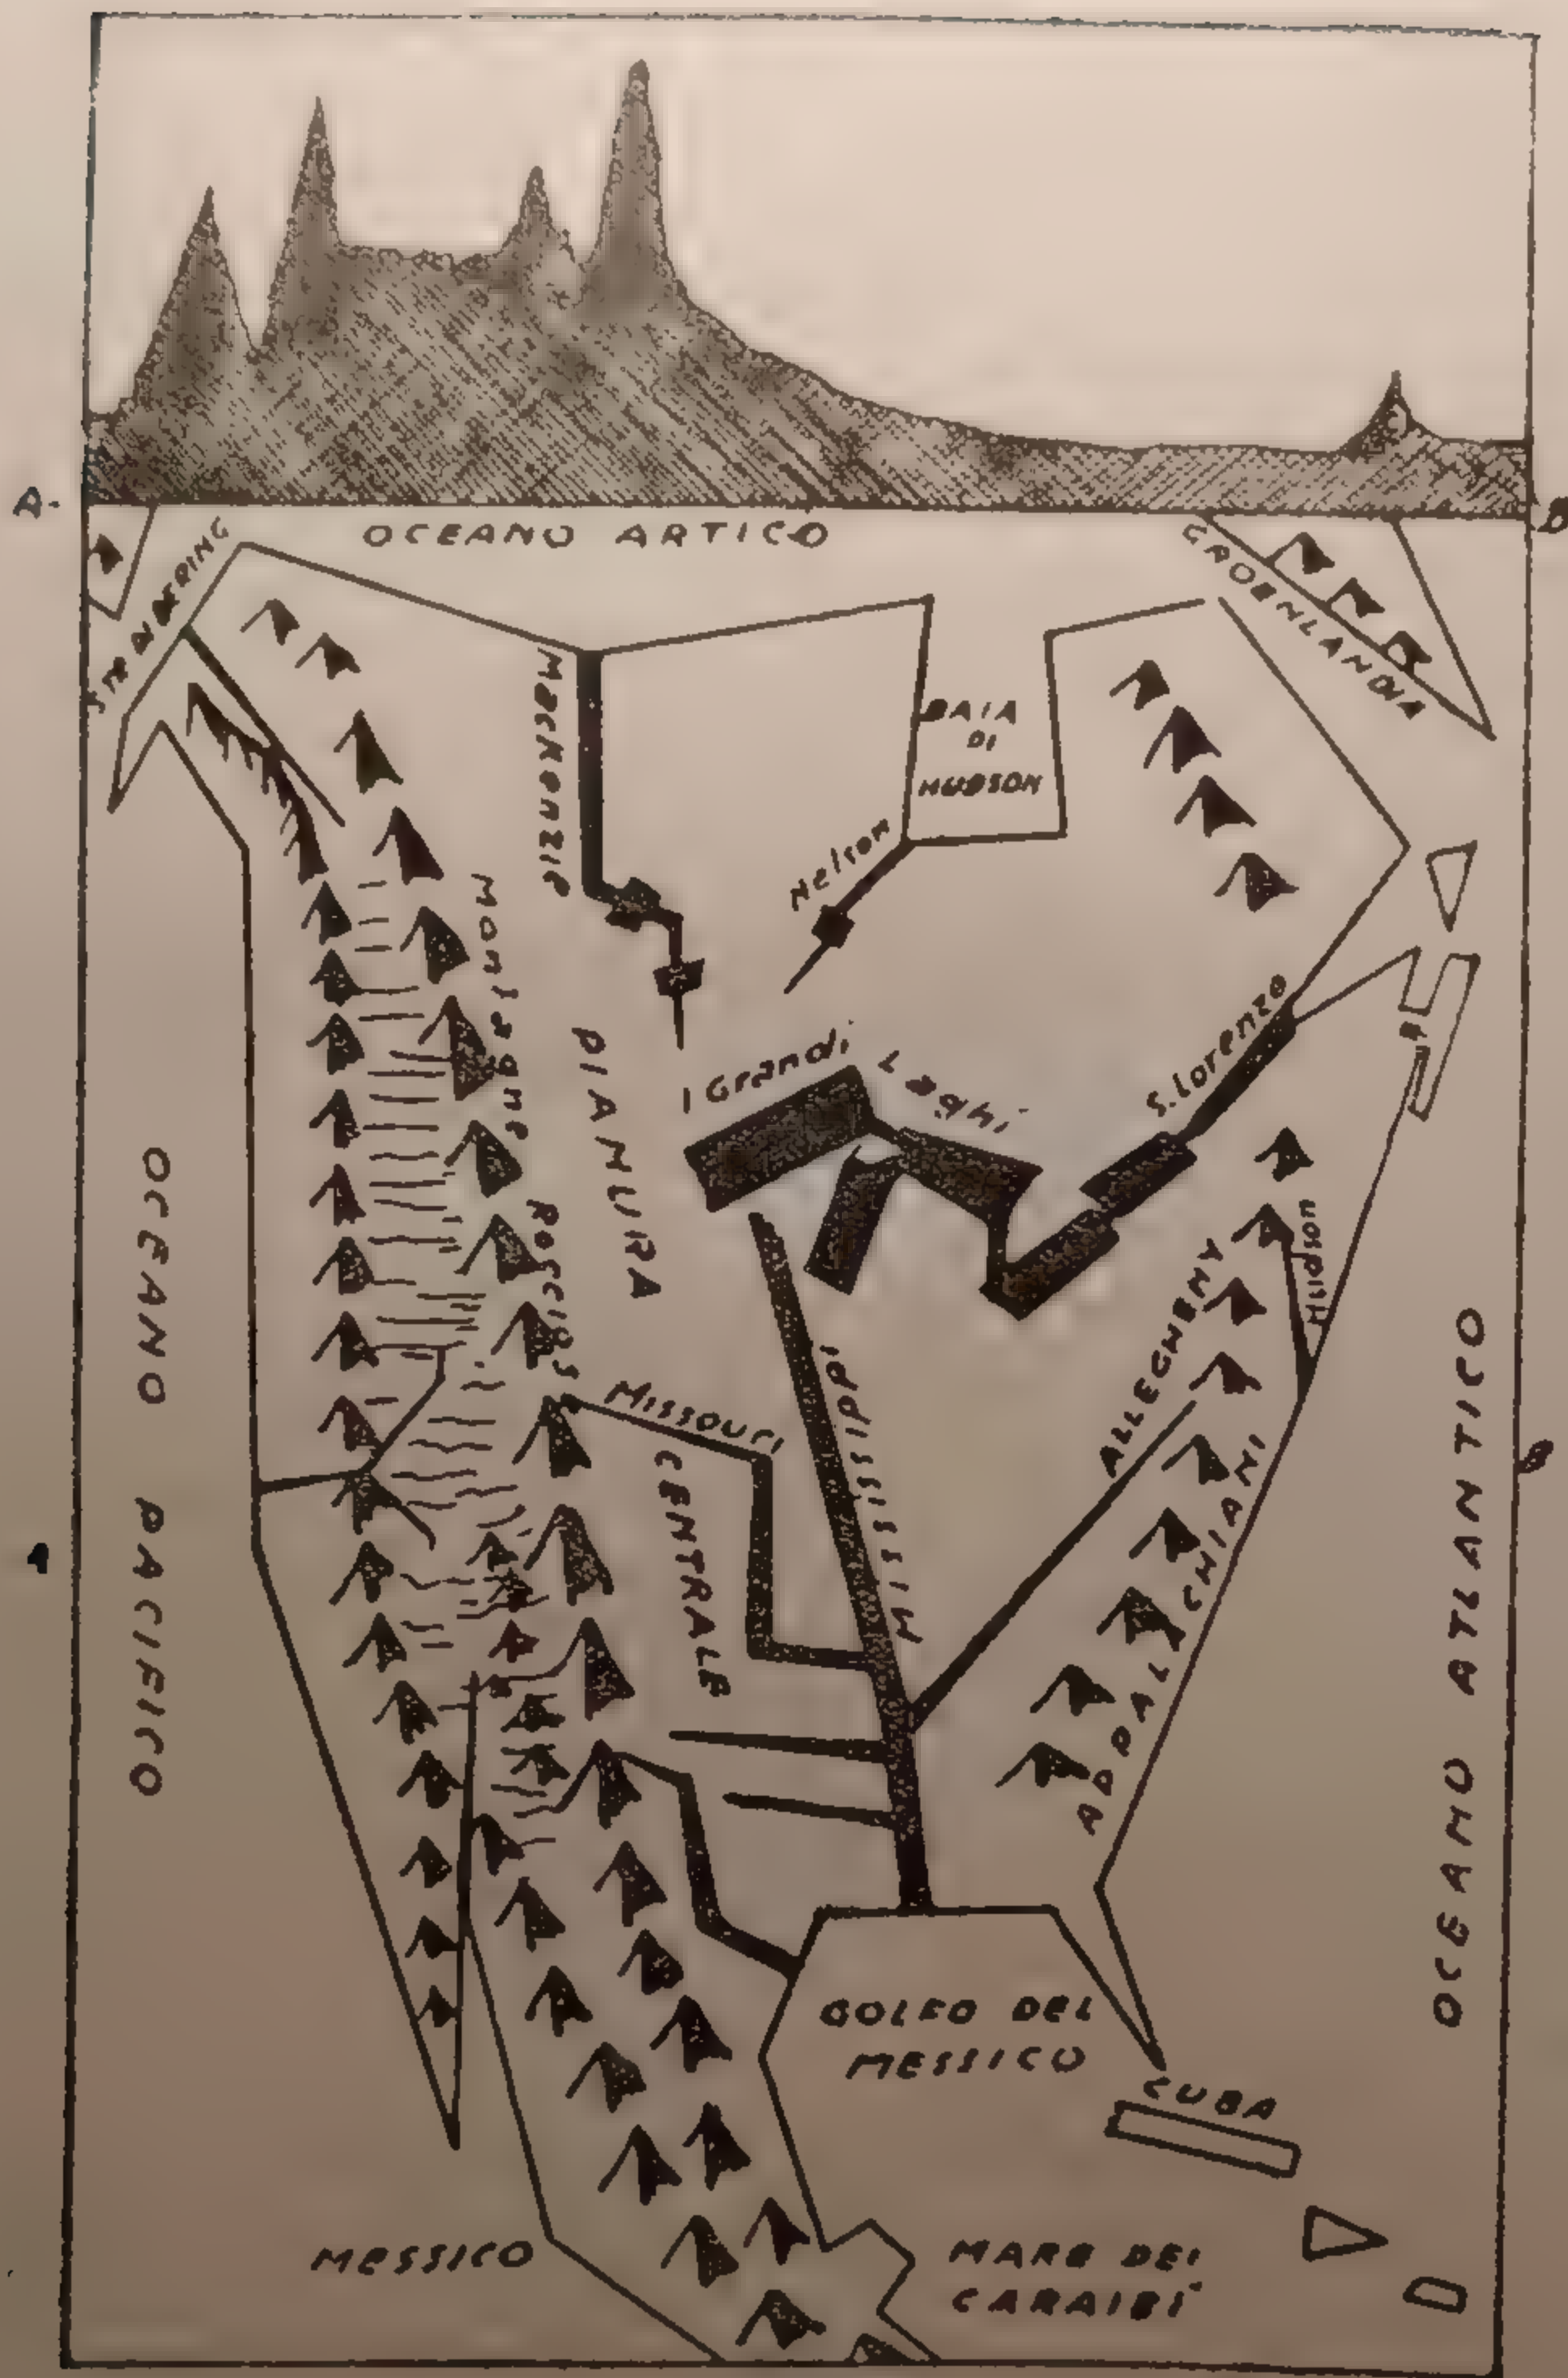 A.
B
OCEANO ARTICO
STR DI BERING
GROENLANDIA
Mackenzie
BAIA
DI
HUDSON
Nelson
Montagne
Rocciose
PIANURA
CENTRALE
I Grandi Laghi
S. Lorenzo
Hudson
ALLEGHENY
Missouri
MISSISSIPPI
APPALACHIANI
OCEANO PACIFICO
OCEANO ATLANTICO
GOLFO DEL
MESSICO
CUBA
MESSICO
MARE DEI
CARAIBI